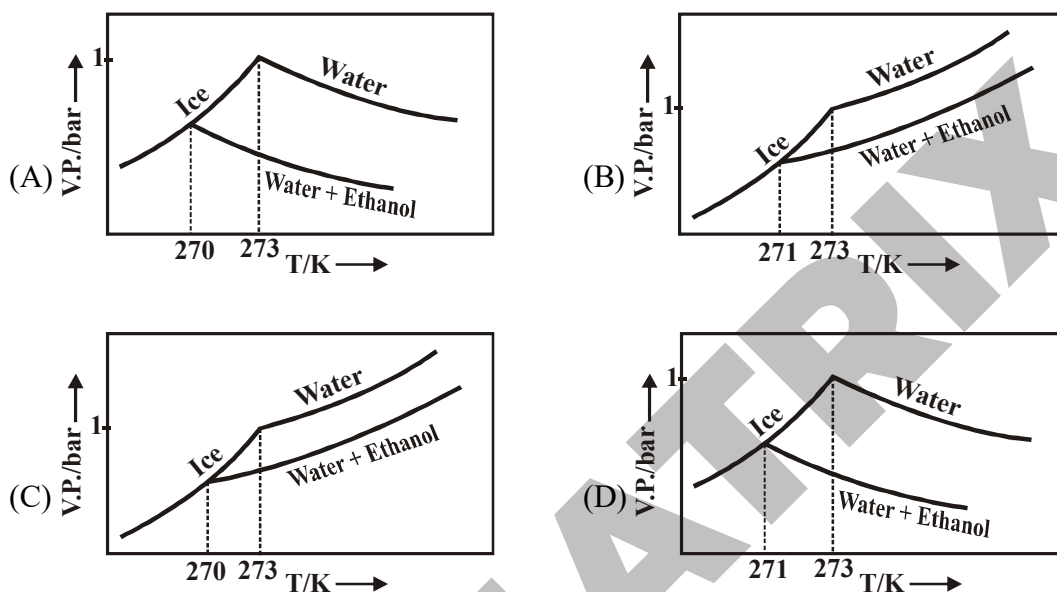 (A)
V.P./bar
1
Ice
Water
Water + Ethanol
270 273 T/K
(B)
V.P./bar
1
Ice
Water
Water + Ethanol
271 273 T/K
(C)
V.P./bar
1
Ice
Water
Water + Ethanol
270 273 T/K
(D)
V.P./bar
1
Ice
Water
Water + Ethanol
271 273 T/K
ATRIX